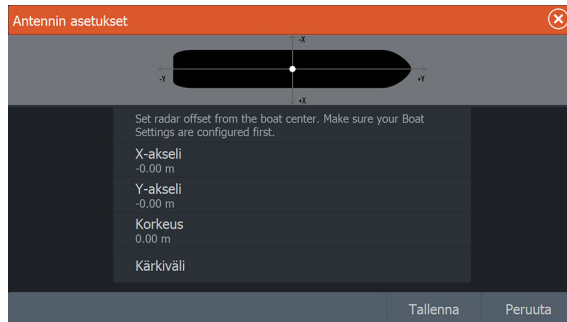 Antennin asetukset
-X
-Y
+Y
+X
Set radar offset from the boat center. Make sure your Boat
Settings are configured first.
X-akseli
-0.00 m
Y-akseli
-0.00 m
Korkeus
0.00 m
Kärkiväli
Tallenna
Peruuta